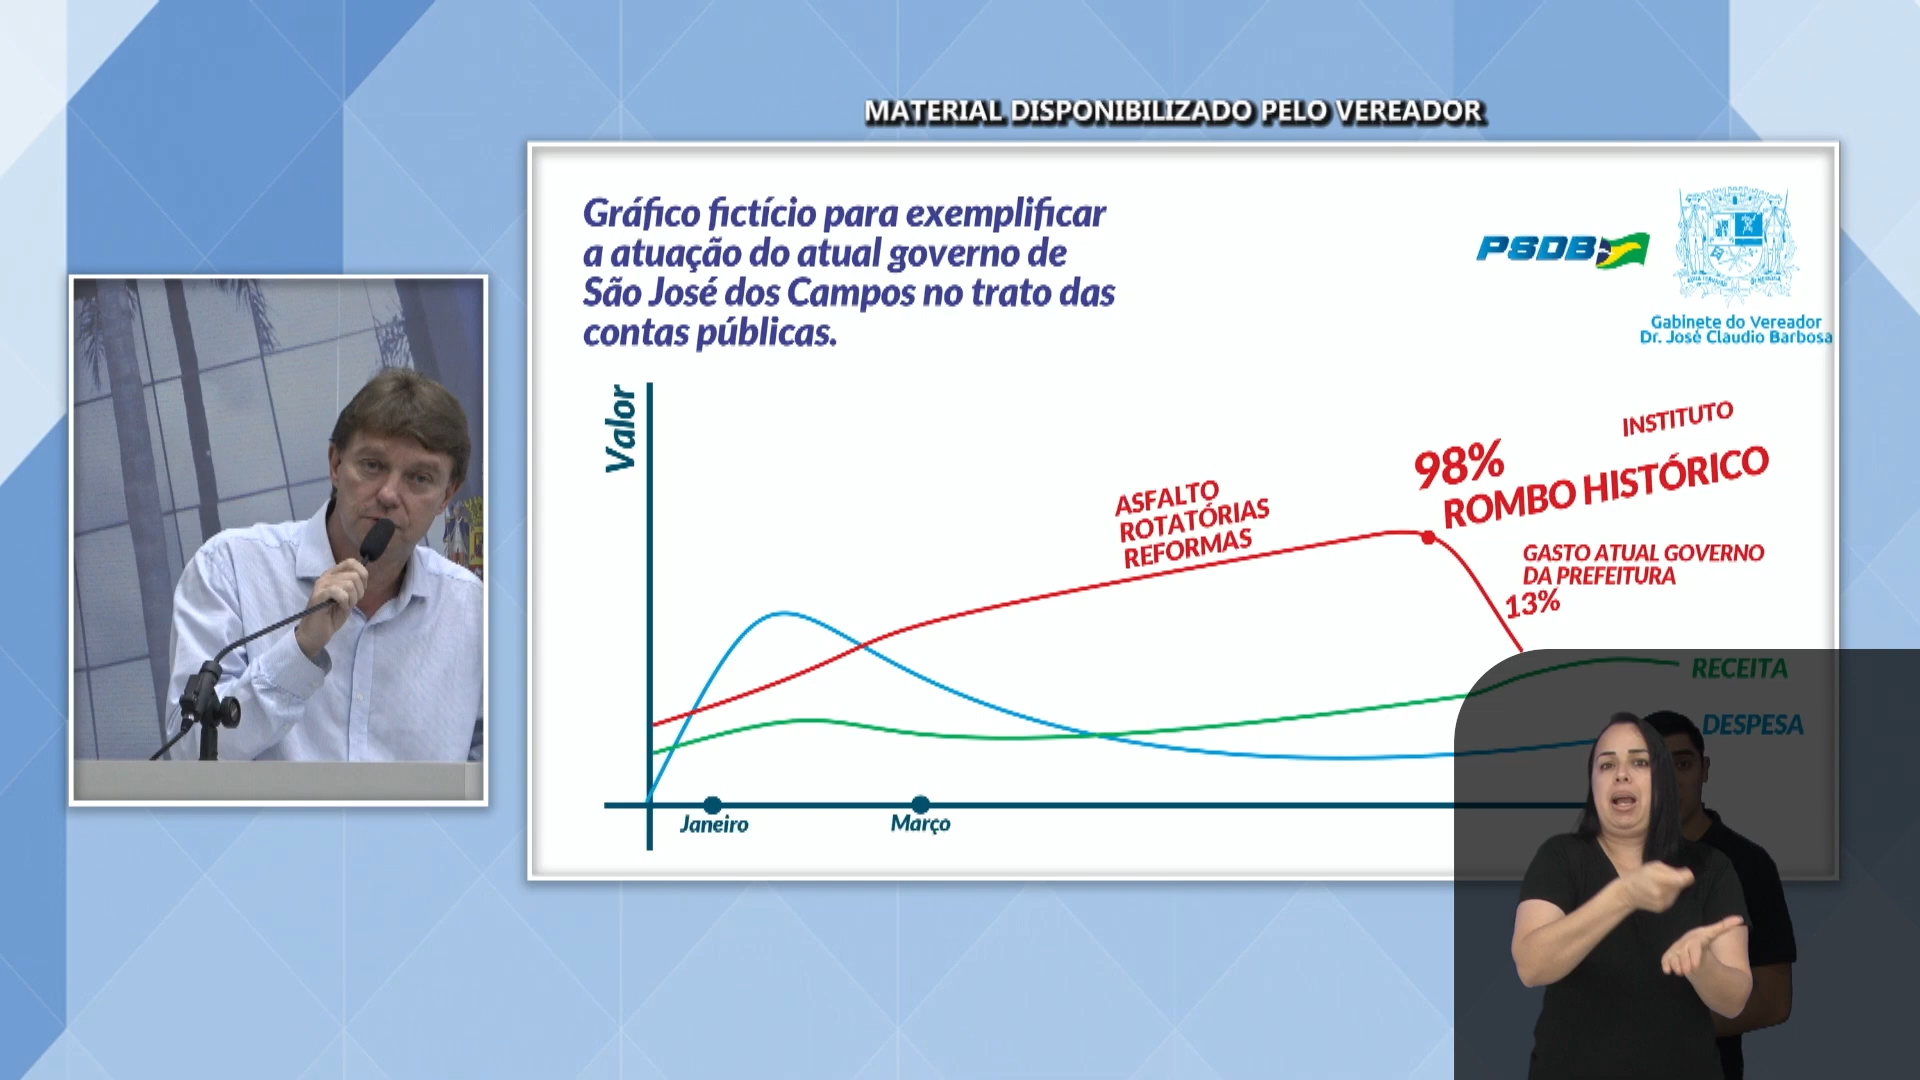 MATERIAL DISPONIBILIZADO PELO VEREADOR
Gráfico fictício para exemplificar
a atuação do atual governo de
São José dos Campos no trato das
contas públicas.
PSDB
Gabinete do Vereador
Dr. José Claudio Barbosa
Valor
INSTITUTO
98%
ROMBO HISTÓRICO
ASFALTO
ROTATÓRIAS
REFORMAS
GASTO ATUAL GOVERNO
DA PREFEITURA
13%
RECEITA
DESPESA
Janeiro
Março